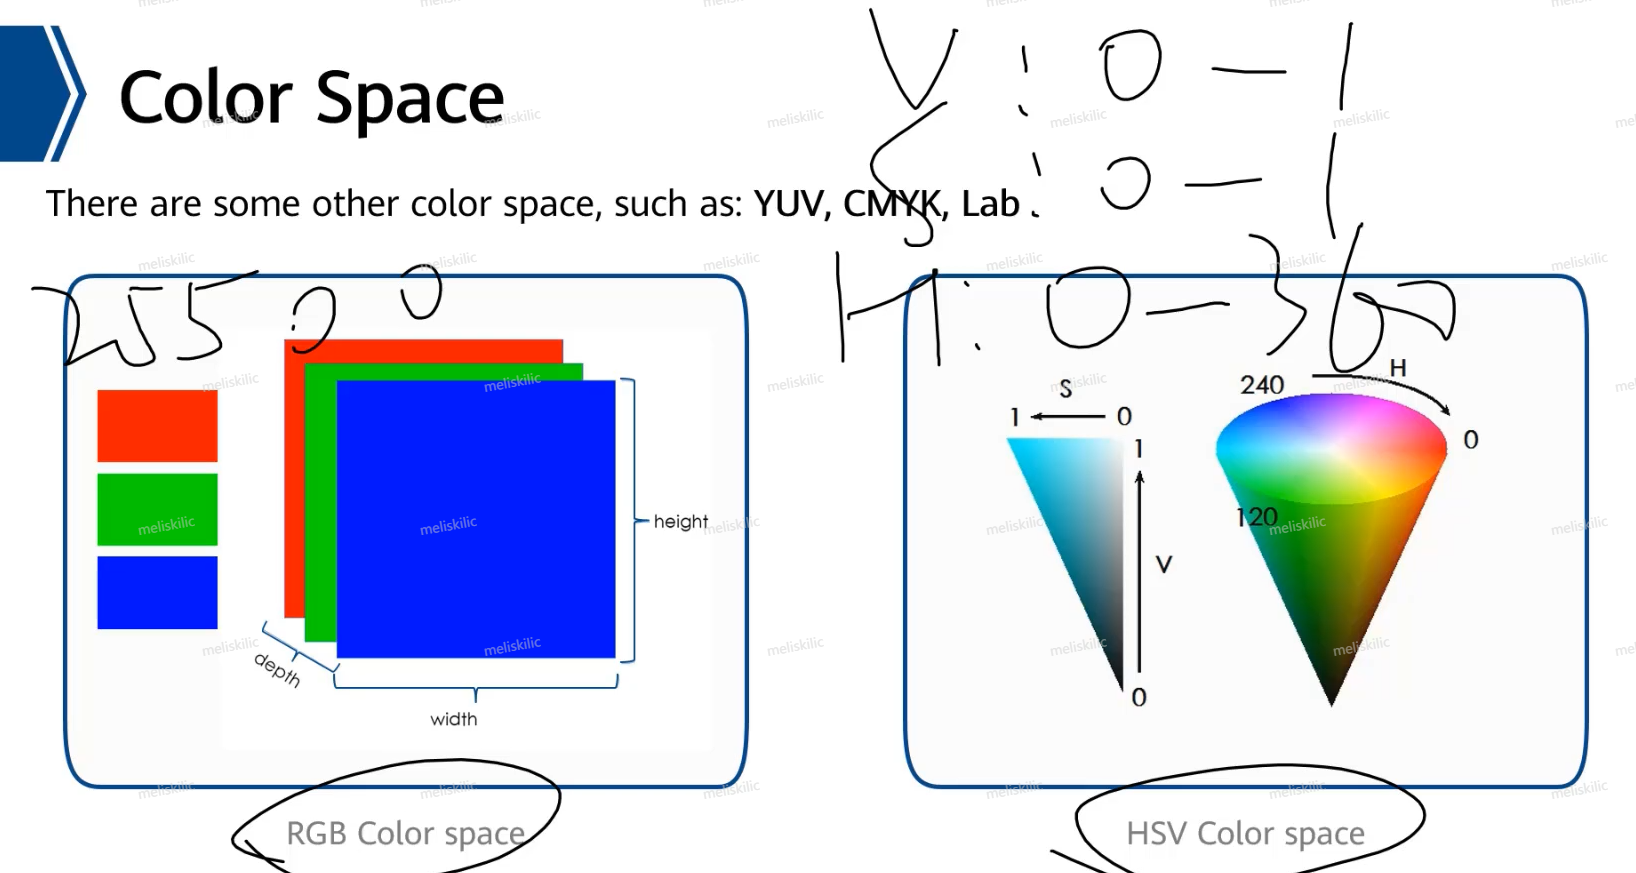 Color Space
V : 0 — 1
S : 0 — 1
There are some other color space, such as: YUV, CMYK, Lab .
H : 0 — 360
255 0 0
height
depth
width
S
1 0
1
V
0
H
240
0
120
RGB Color space
HSV Color space
meliskilic